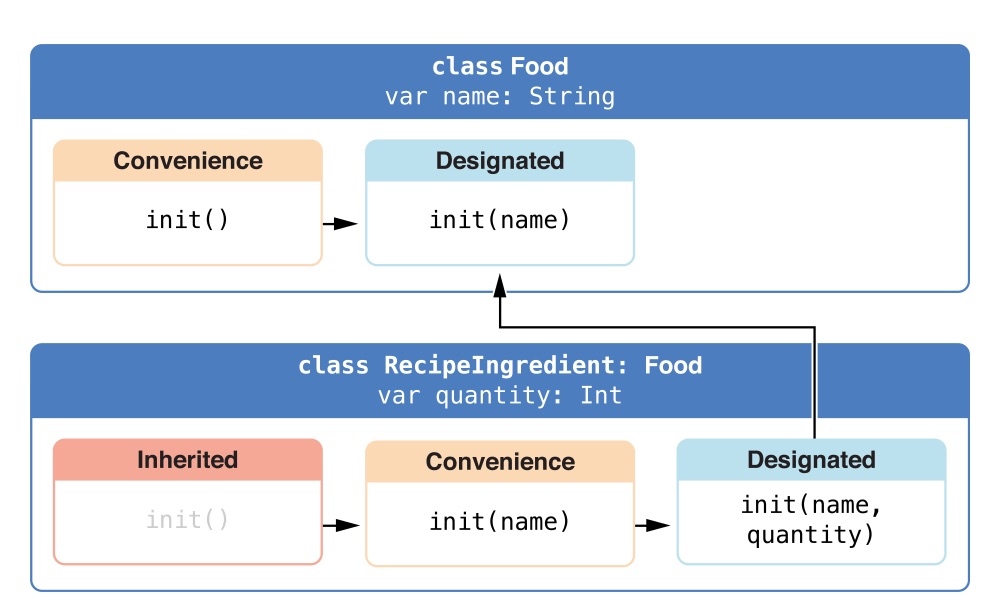 class Food
var name: String
Convenience
Designated
init()
init(name)
class RecipeIngredient: Food
var quantity: Int
Inherited
Convenience
Designated
init()
init(name)
init(name,
quantity)